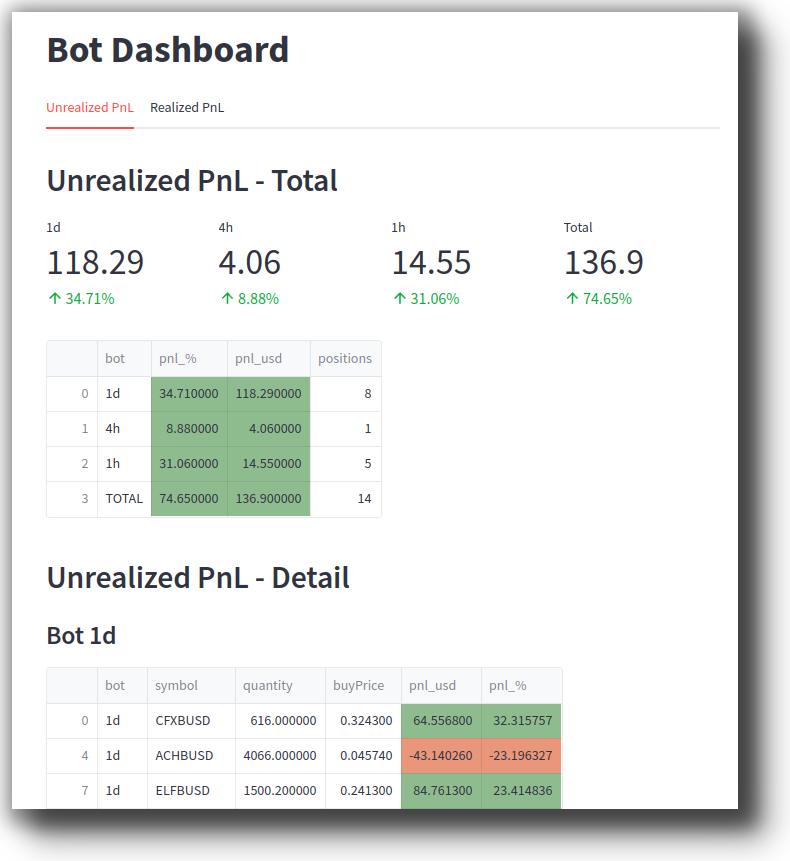 Bot Dashboard
Unrealized PnL Realized PnL
Unrealized PnL - Total
1d 4h 1h Total
118.29 4.06 14.55 136.9
↑ 34.71% ↑ 8.88% ↑ 31.06% ↑ 74.65%
bot pnl_% pnl_usd positions
0 1d 34.710000 118.290000 8
1 4h 8.880000 4.060000 1
2 1h 31.060000 14.550000 5
3 TOTAL 74.650000 136.900000 14
Unrealized PnL - Detail
Bot 1d
bot symbol quantity buyPrice pnl_usd pnl_%
0 1d CFXBUSD 616.000000 0.324300 64.556800 32.315757
4 1d ACHBUSD 4066.000000 0.045740 -43.140260 -23.196327
7 1d ELFBUSD 1500.200000 0.241300 84.761300 23.414836